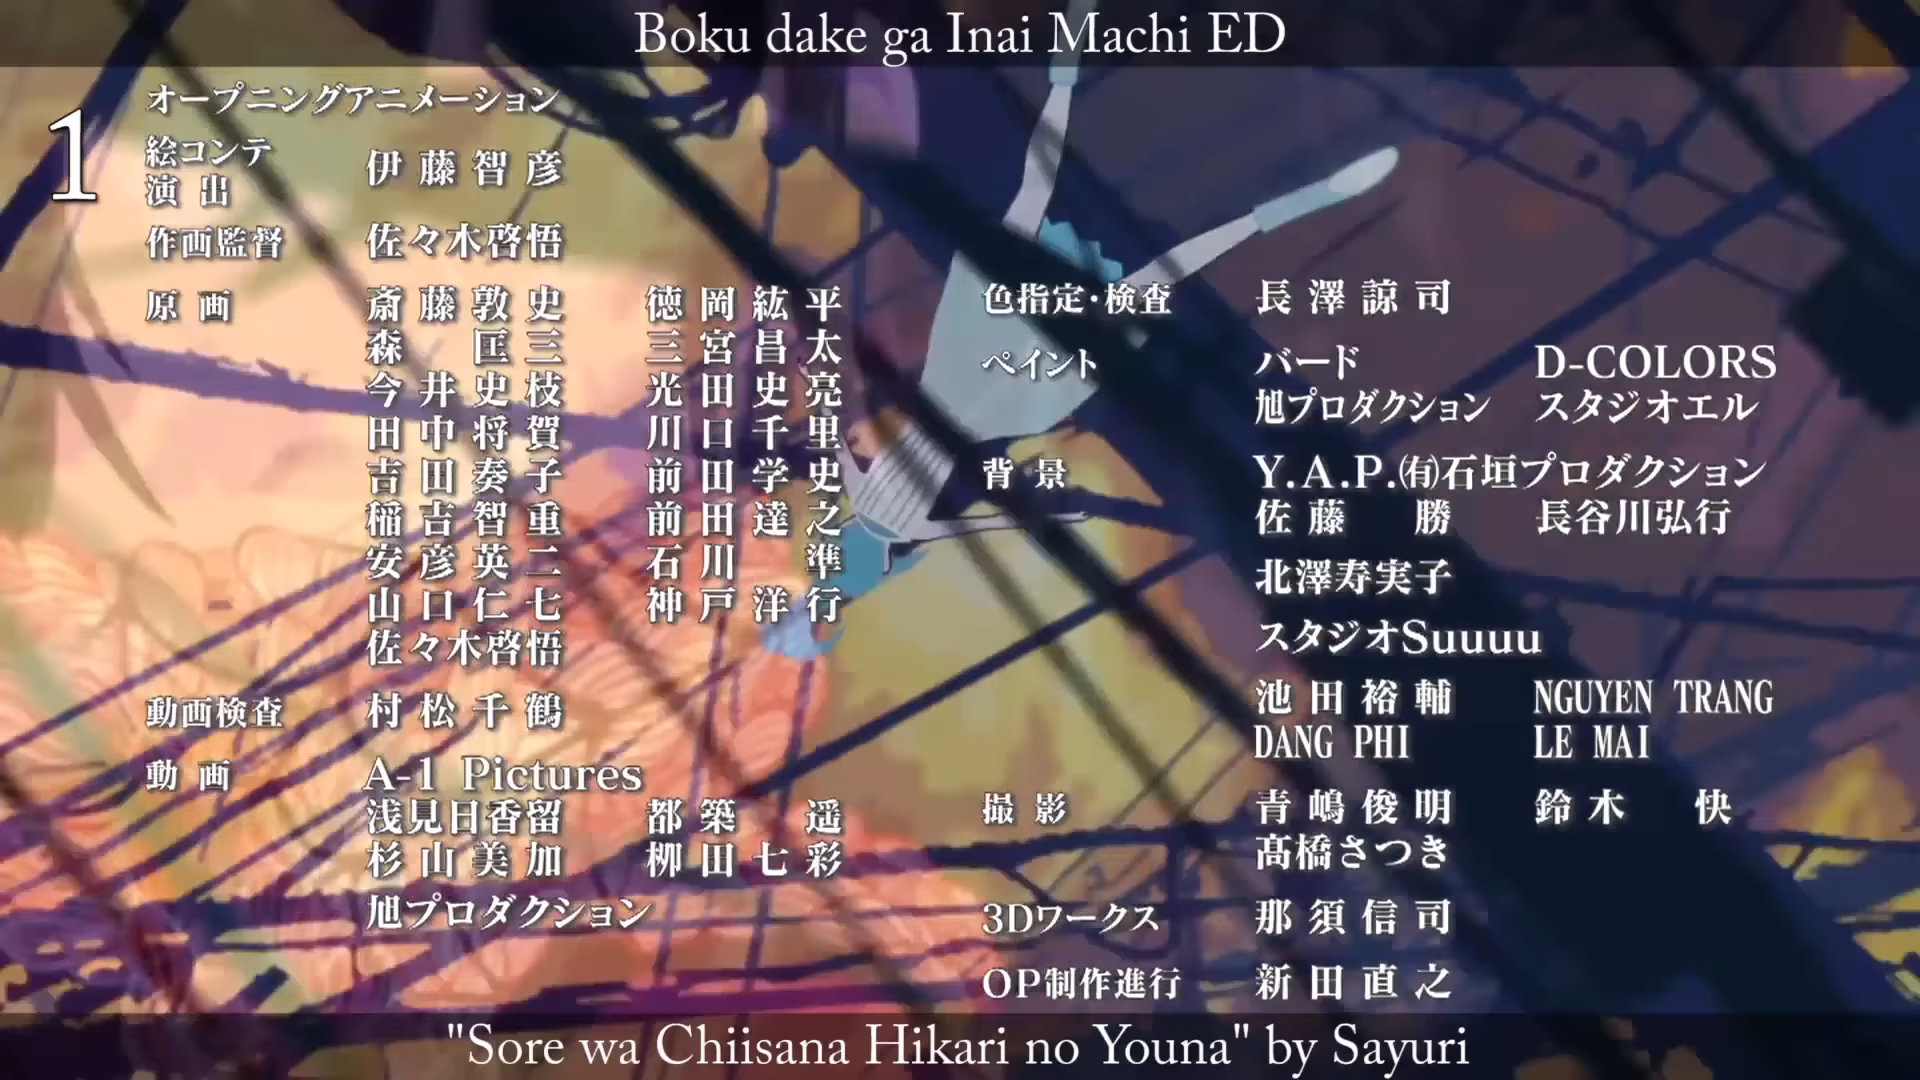 Boku dake ga Inai Machi ED
1
オープニングアニメーション
絵コンテ
演出 伊藤智彦
作画監督 佐々木啓悟
原画 斎藤敦史 徳岡紘平
森匡三 三宮昌太
今井史枝 光田史亮
田中将賀 川口千里
吉田奏子 前田学史
稲吉智重 前田達之
安彦英二 石川準
山口仁七 神戸洋行
佐々木啓悟
動画検査 村松千鶴
動画 A-1 Pictures
浅見日香留 都築遥
杉山美加 柳田七彩
旭プロダクション
色指定・検査 長澤諒司
ペイント バード D-COLORS
旭プロダクション スタジオエル
背景 Y.A.P.㈲石垣プロダクション
佐藤勝 長谷川弘行
北澤寿実子
スタジオSuuuu
池田裕輔 NGUYEN TRANG
DANG PHI LE MAI
撮影 青嶋俊明 鈴木快
髙橋さつき
3Dワークス 那須信司
OP制作進行 新田直之
"Sore wa Chiisana Hikari no Youna" by Sayuri